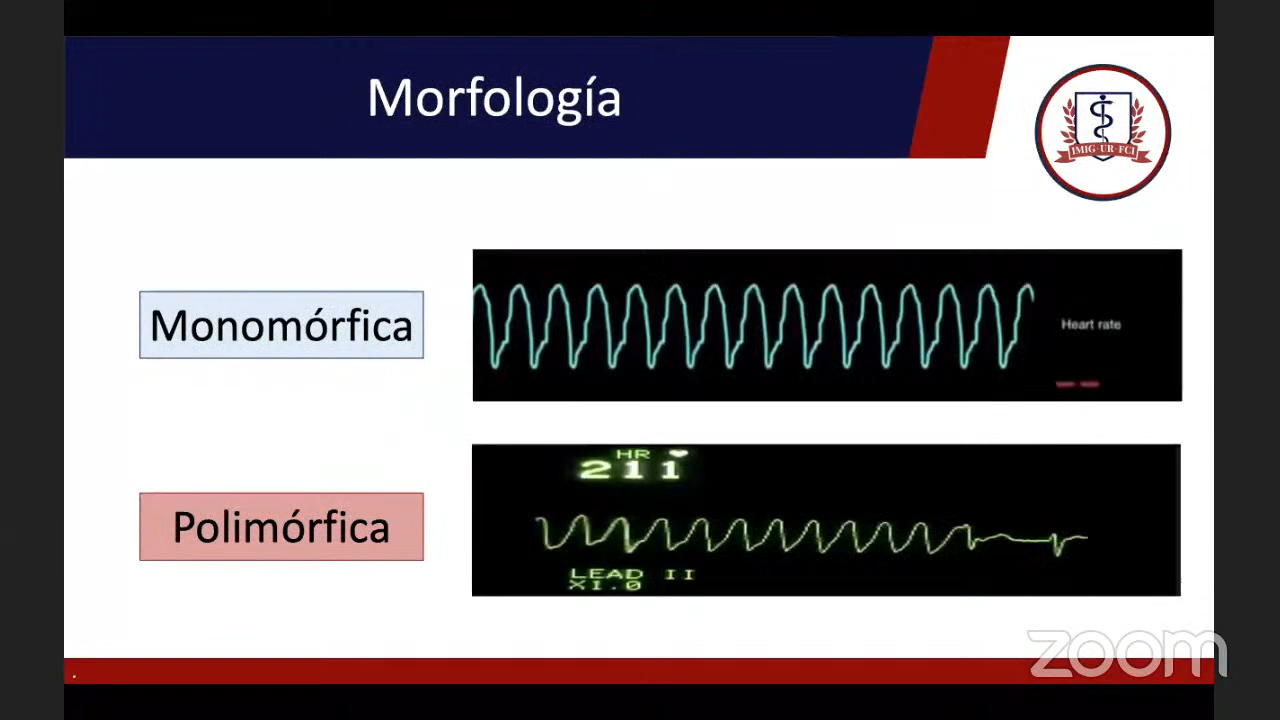 Morfología
IMIG-UR-FCI
Monomórfica
Heart rate
HR
211
Polimórfica
LEAD II
X1.0
zoom